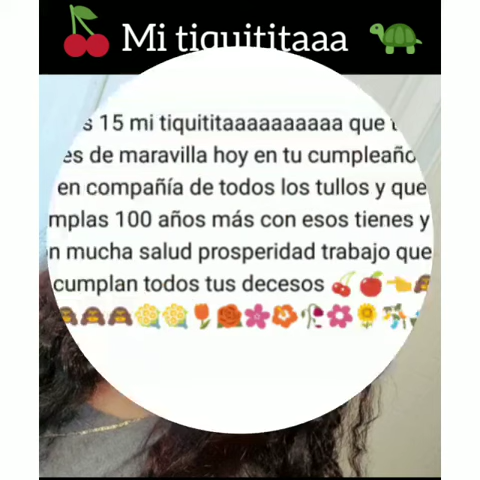 🍒 Mi tiquititaaa 🐢
s 15 mi tiquititaaaaaaaaaa que
es de maravilla hoy en tu cumpleaño
en compañía de todos los tullos y que
mplas 100 años más con esos tienes y
n mucha salud prosperidad trabajo que
cumplan todos tus decesos 🍒🍎👈🙈
🙈🙈🙈💐💐🌷🌹🌸🌺🥀🌸🌻🎏